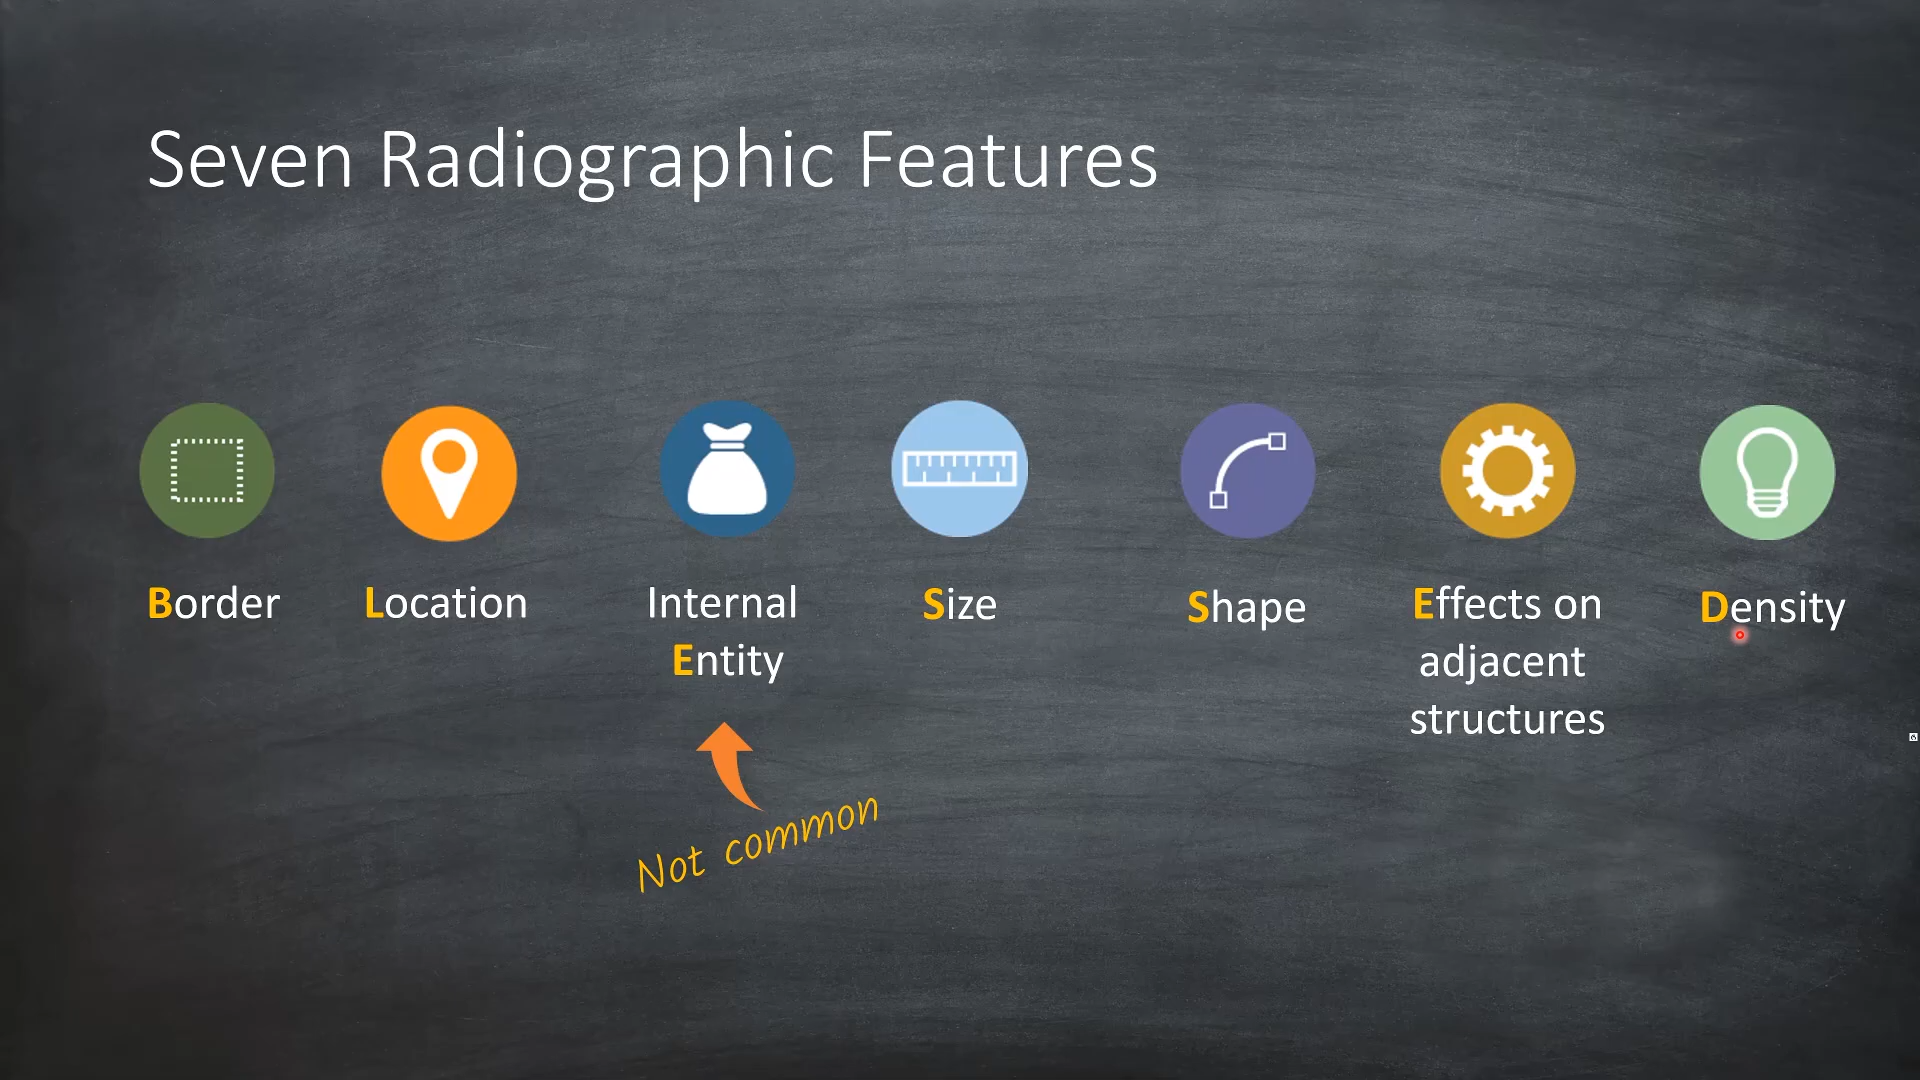 Seven Radiographic Features
Border
Location
Internal
Entity
Size
Shape
Effects on
adjacent
structures
Density
Not common